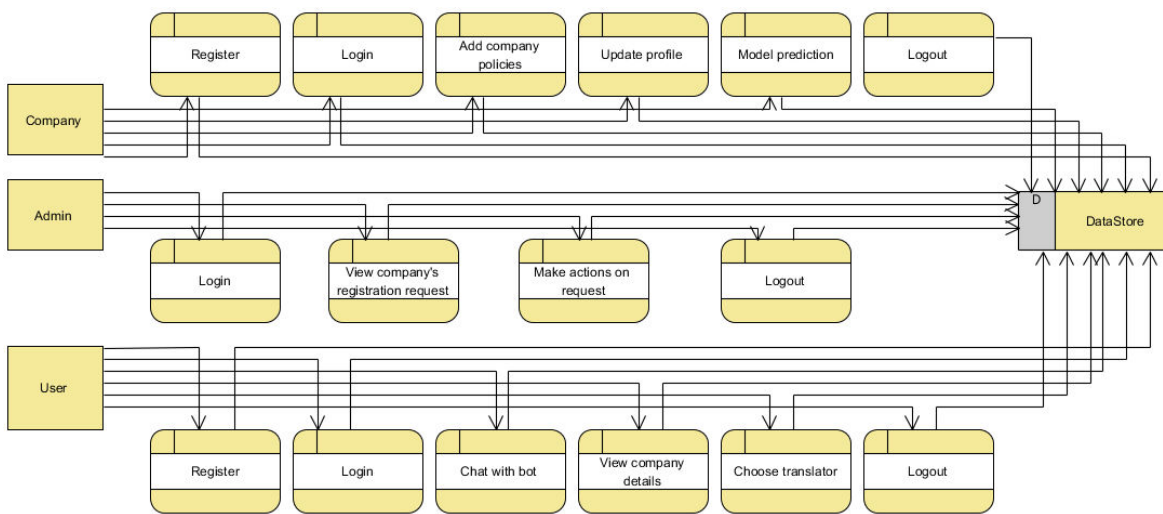 Register
Login
Add company
policies
Update profile
Model prediction
Logout
Company
Admin
D
DataStore
Login
View company's
registration request
Make actions on
request
Logout
User
Register
Login
Chat with bot
View company
details
Choose translator
Logout